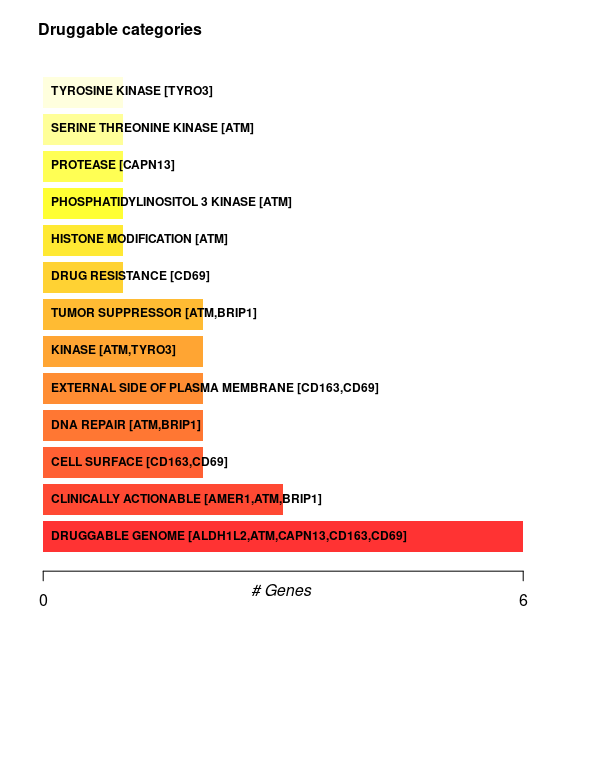 Druggable categories
TYROSINE KINASE [TYRO3]
SERINE THREONINE KINASE [ATM]
PROTEASE [CAPN13]
PHOSPHATIDYLINOSITOL 3 KINASE [ATM]
HISTONE MODIFICATION [ATM]
DRUG RESISTANCE [CD69]
TUMOR SUPPRESSOR [ATM,BRIP1]
KINASE [ATM,TYRO3]
EXTERNAL SIDE OF PLASMA MEMBRANE [CD163,CD69]
DNA REPAIR [ATM,BRIP1]
CELL SURFACE [CD163,CD69]
CLINICALLY ACTIONABLE [AMER1,ATM,BRIP1]
DRUGGABLE GENOME [ALDH1L2,ATM,CAPN13,CD163,CD69]
# Genes
0 6